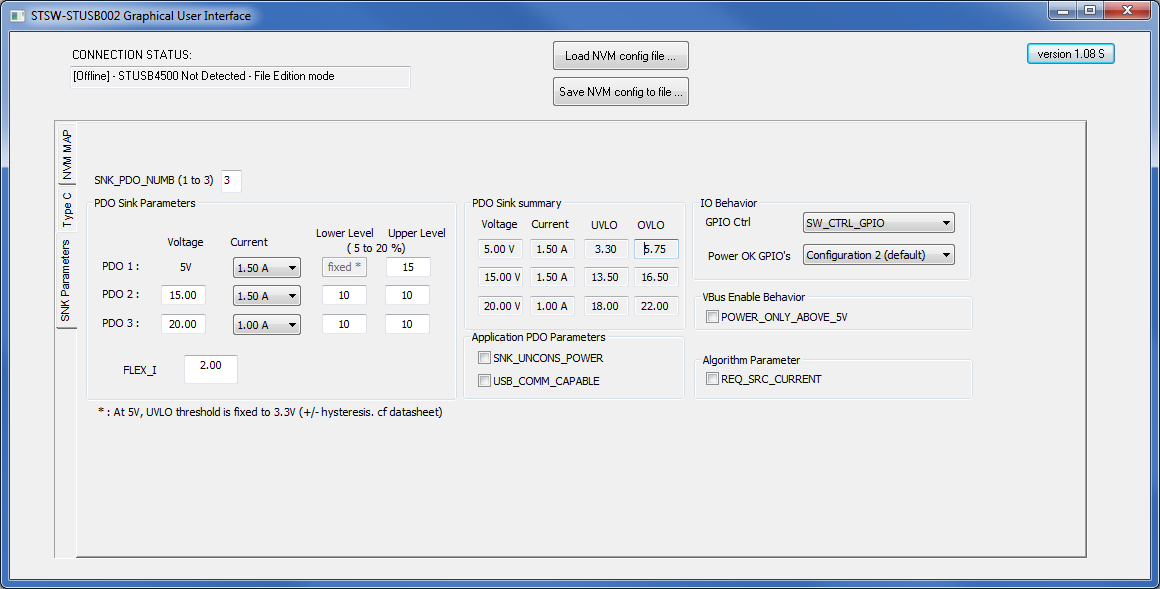 STSW-STUSB002 Graphical User Interface
CONNECTION STATUS:
[Offline] - STUSB4500 Not Detected - File Edition mode
Load NVM config file ...
Save NVM config to file ...
version 1.08 S
NVM MAP
Type C
SNK Parameters
SNK_PDO_NUMB (1 to 3) 3
PDO Sink Parameters
Voltage Current Lower Level Upper Level
( 5 to 20 %)
PDO 1 : 5V 1.50 A fixed * 15
PDO 2 : 15.00 1.50 A 10 10
PDO 3 : 20.00 1.00 A 10 10
FLEX_I 2.00
* : At 5V, UVLO threshold is fixed to 3.3V (+/- hysteresis. cf datasheet)
PDO Sink summary
Voltage Current UVLO OVLO
5.00 V 1.50 A 3.30 5.75
15.00 V 1.50 A 13.50 16.50
20.00 V 1.00 A 18.00 22.00
Application PDO Parameters
SNK_UNCONS_POWER
USB_COMM_CAPABLE
IO Behavior
GPIO Ctrl SW_CTRL_GPIO
Power OK GPIO's Configuration 2 (default)
VBus Enable Behavior
POWER_ONLY_ABOVE_5V
Algorithm Parameter
REQ_SRC_CURRENT